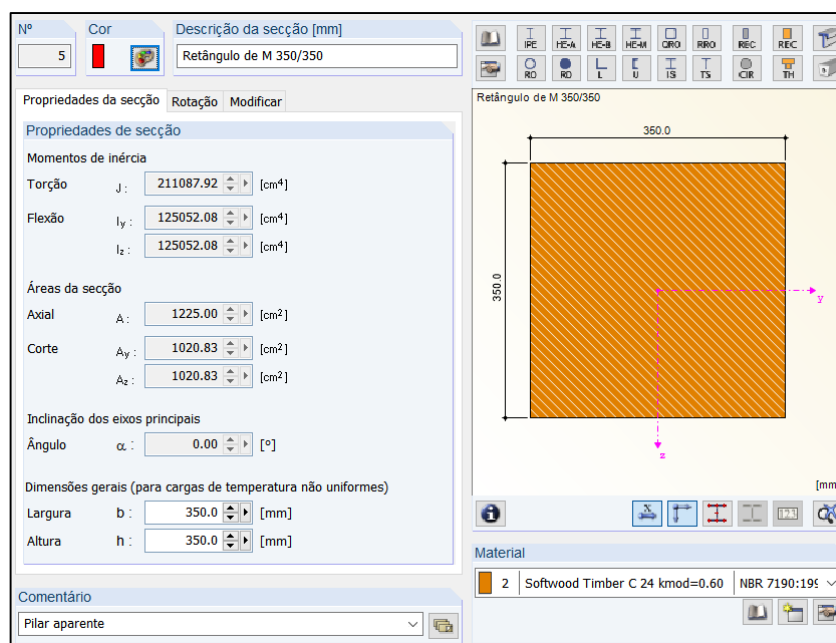 Nº
Cor
Descrição da secção [mm]
5
Retângulo de M 350/350
Propriedades da secção Rotação Modificar
Propriedades de secção
Momentos de inércia
Torção J : 211087.92 [cm4]
Flexão Iy : 125052.08 [cm4]
Iz : 125052.08 [cm4]
Áreas da secção
Axial A : 1225.00 [cm2]
Corte Ay : 1020.83 [cm2]
Az : 1020.83 [cm2]
Inclinação dos eixos principais
Ângulo α : 0.00 [º]
Dimensões gerais (para cargas de temperatura não uniformes)
Largura b : 350.0 [mm]
Altura h : 350.0 [mm]
Comentário
Pilar aparente
IPE HE-A HE-B HE-M QRO RRO REC REC
RO RD L U IS TS CIR TH
Retângulo de M 350/350
350.0
350.0
y
z
[mm
X
123
Material
2 Softwood Timber C 24 kmod=0.60 NBR 7190:199